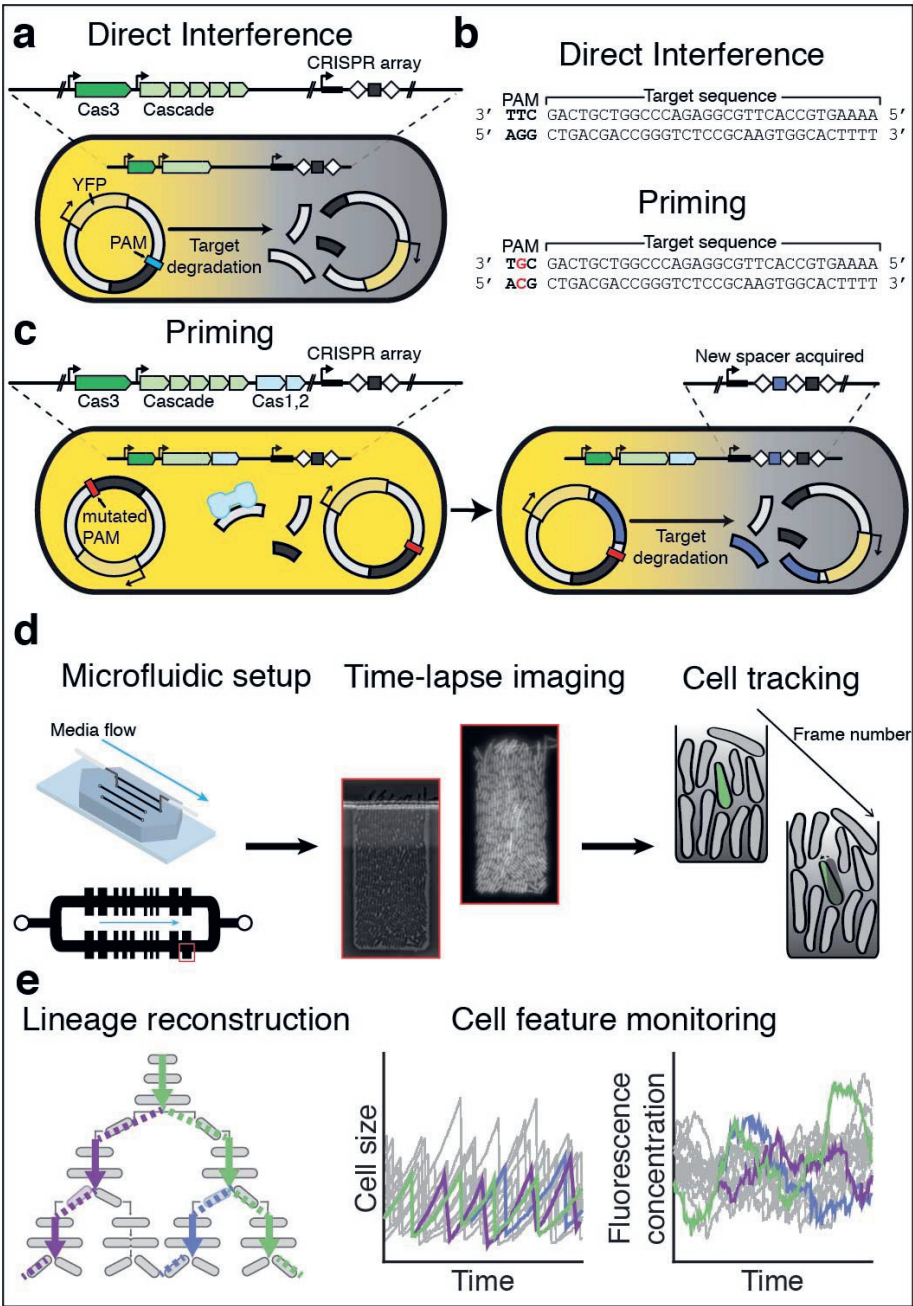 a
Direct Interference
CRISPR array
Cas3
Cascade
YFP
PAM
Target
degradation
b
Direct Interference
PAM
Target sequence
3' TTC GACTGCTGGCCCAGAGGCGTTCACCGTGAAAA 5'
5' AGG CTGACGACCGGGTCTCCGCAAGTGGCACTTTT 3'
Priming
PAM
Target sequence
3' TGC GACTGCTGGCCCAGAGGCGTTCACCGTGAAAA 5'
5' ACG CTGACGACCGGGTCTCCGCAAGTGGCACTTTT 3'
c
Priming
CRISPR array
Cas3
Cascade
Cas1,2
mutated
PAM
New spacer acquired
Target
degradation
d
Microfluidic setup
Media flow
Time-lapse imaging
Cell tracking
Frame number
e
Lineage reconstruction
Cell feature monitoring
Cell size
Time
Fluorescence
concentration
Time